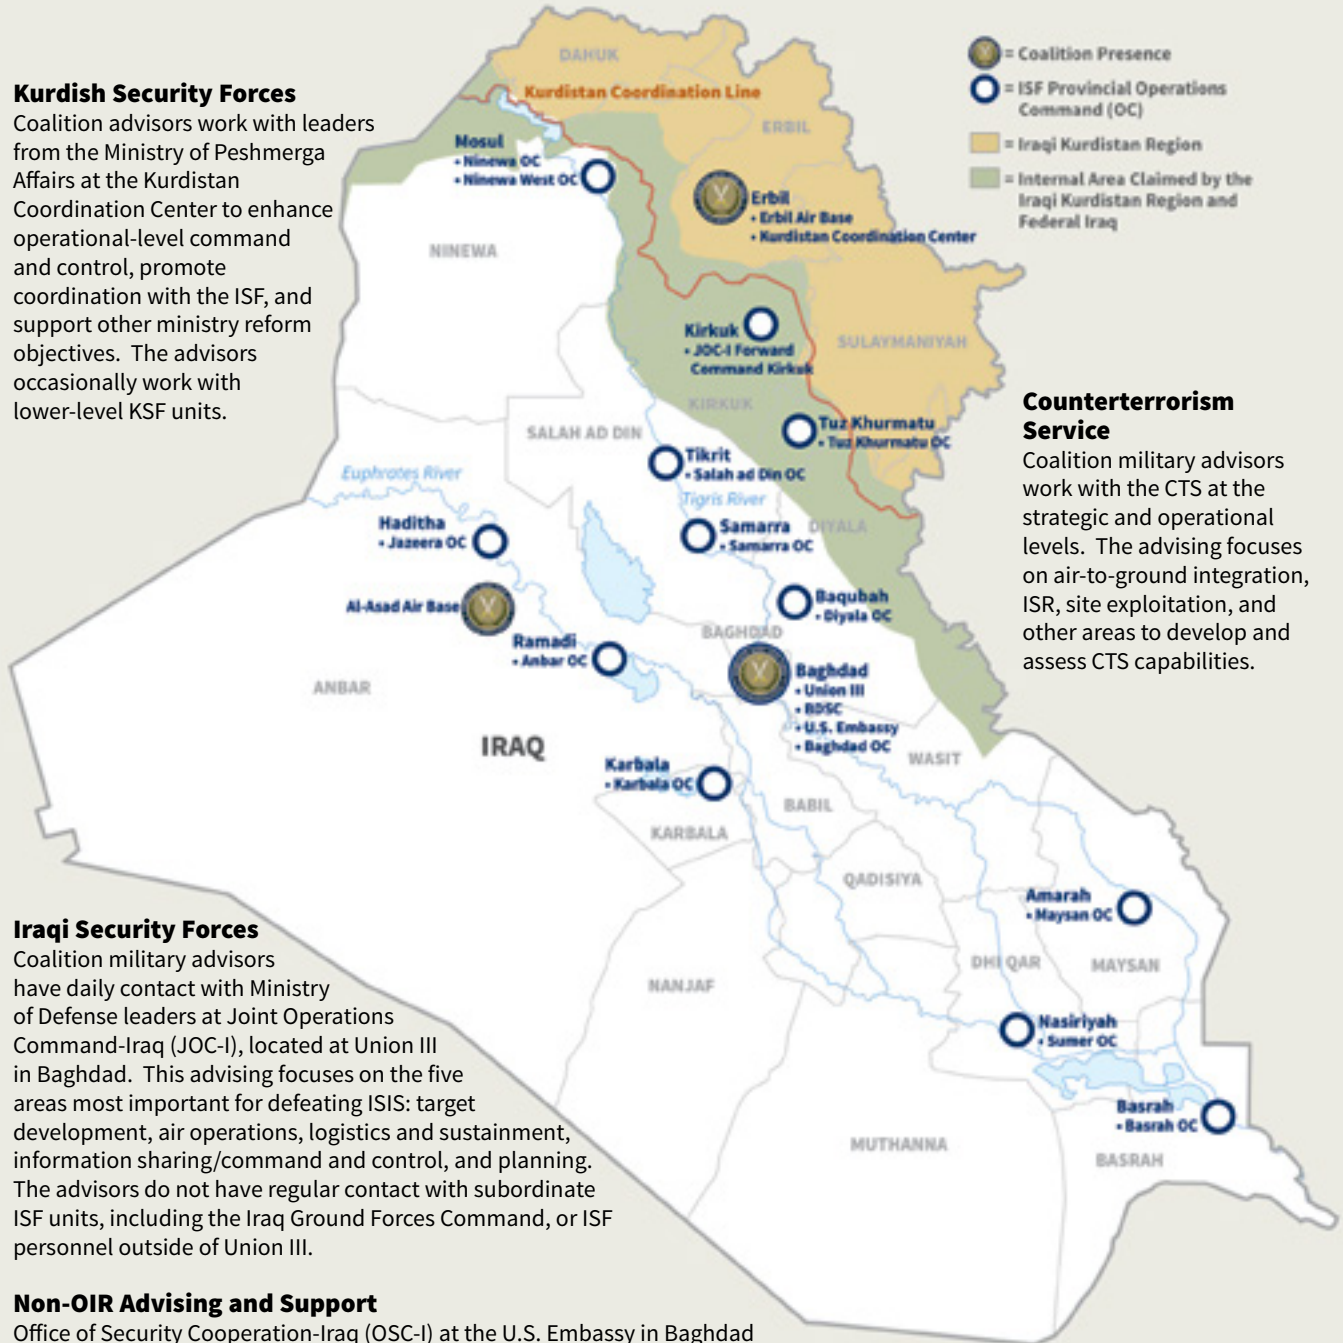 Kurdish Security Forces
Coalition advisors work with leaders
from the Ministry of Peshmerga
Affairs at the Kurdistan
Coordination Center to enhance
operational-level command
and control, promote
coordination with the ISF, and
support other ministry reform
objectives. The advisors
occasionally work with
lower-level KSF units.
= Coalition Presence
= ISF Provincial Operations
Command (OC)
= Iraqi Kurdistan Region
= Internal Area Claimed by the
Iraqi Kurdistan Region and
Federal Iraq
DAHUK
Kurdistan Coordination Line
ERBIL
Mosul
• Ninewa OC
• Ninewa West OC
Erbil
• Erbil Air Base
• Kurdistan Coordination Center
NINEWA
Kirkuk
• JOC-I Forward
Command Kirkuk
SULAYMANIYAH
KIRKUK
SALAH AD DIN
Tuz Khurmatu
• Tuz Khurmatu OC
Tikrit
• Salah ad Din OC
Euphrates River
Tigris River
Haditha
• Jazeera OC
Samarra
• Samarra OC
DIYALA
Al-Asad Air Base
Baqubah
• Diyala OC
BAGHDAD
Ramadi
• Anbar OC
Baghdad
• Union III
• BDSC
• U.S. Embassy
• Baghdad OC
ANBAR
IRAQ
WASIT
Karbala
• Karbala OC
BABIL
KARBALA
QADISIYA
Amarah
• Maysan OC
DHI QAR
MAYSAN
NANJAF
Nasiriyah
• Sumer OC
Basrah
• Basrah OC
MUTHANNA
BASRAH
Counterterrorism
Service
Coalition military advisors
work with the CTS at the
strategic and operational
levels. The advising focuses
on air-to-ground integration,
ISR, site exploitation, and
other areas to develop and
assess CTS capabilities.
Iraqi Security Forces
Coalition military advisors
have daily contact with Ministry
of Defense leaders at Joint Operations
Command-Iraq (JOC-I), located at Union III
in Baghdad. This advising focuses on the five
areas most important for defeating ISIS: target
development, air operations, logistics and sustainment,
information sharing/command and control, and planning.
The advisors do not have regular contact with subordinate
ISF units, including the Iraq Ground Forces Command, or ISF
personnel outside of Union III.
Non-OIR Advising and Support
Office of Security Cooperation-Iraq (OSC-I) at the U.S. Embassy in Baghdad